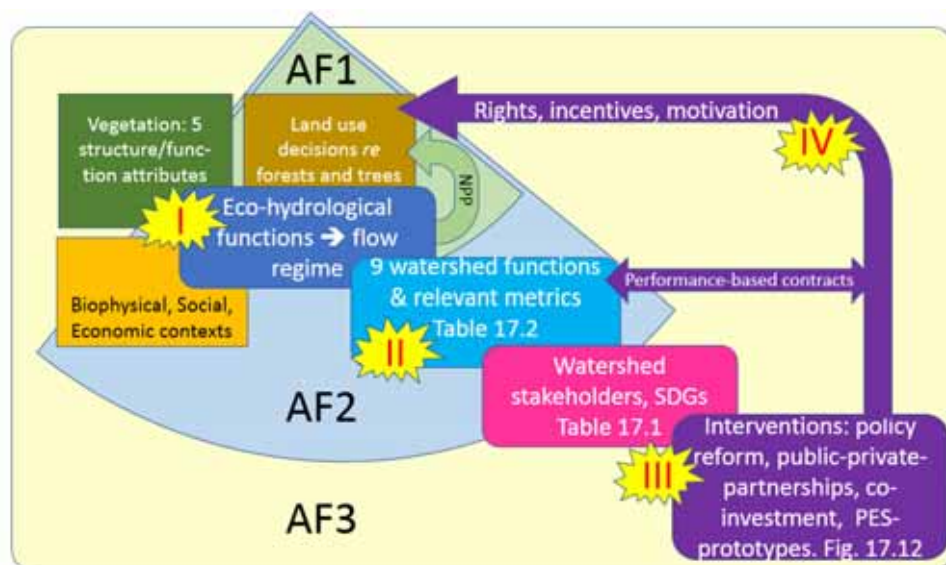 AF1
Vegetation: 5
structure/func-
tion attributes
Land use
decisions re
forests and trees
NPP
Rights, incentives, motivation
IV
I
Eco-hydrological
functions ➔ flow
regime
Biophysical, Social,
Economic contexts
9 watershed functions
& relevant metrics
Table 17.2
Performance-based contracts
II
Watershed
stakeholders, SDGs
Table 17.1
AF2
III
Interventions: policy
reform, public-private-
partnerships, co-
investment, PES-
prototypes. Fig. 17.12
AF3